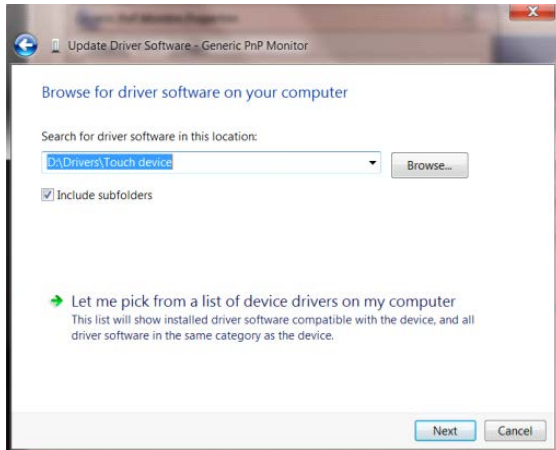 Update Driver Software - Generic PnP Monitor
Browse for driver software on your computer
Search for driver software in this location:
D:\Drivers\Touch device
Browse...
Include subfolders
Let me pick from a list of device drivers on my computer
This list will show installed driver software compatible with the device, and all
driver software in the same category as the device.
Next
Cancel